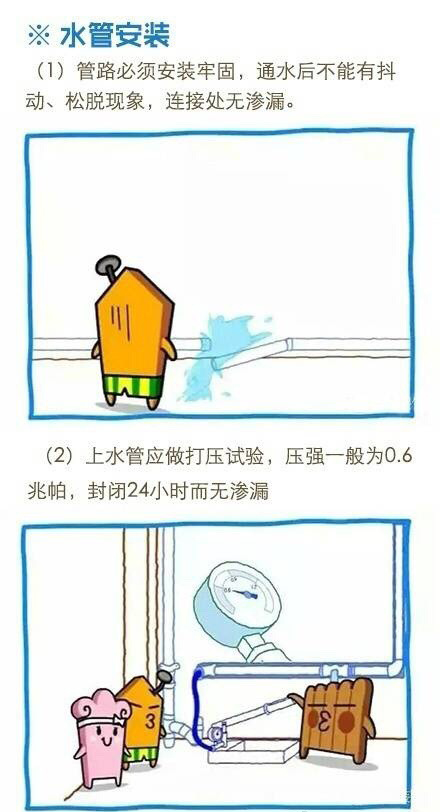 ※ 水管安装
（1）管路必须安装牢固，通水后不能有抖
动、松脱现象，连接处无渗漏。
（2）上水管应做打压试验，压强一般为0.6
兆帕，封闭24小时而无渗漏